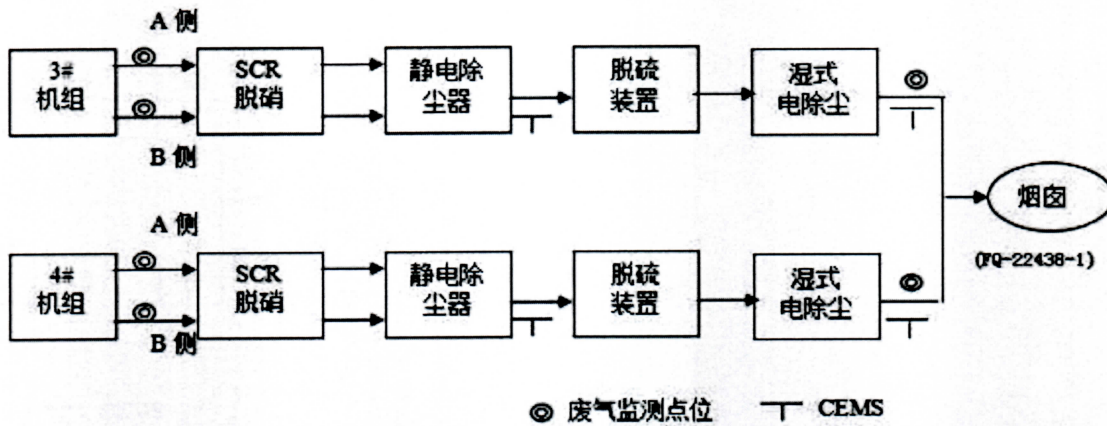 A 侧
3#
机组
SCR
脱硝
静电除
尘器
脱硫
装置
湿式
电除尘
B 侧
烟囱
(FQ-22438-1)
A 侧
4#
机组
SCR
脱硝
静电除
尘器
脱硫
装置
湿式
电除尘
B 侧
废气监测点位 CEMS